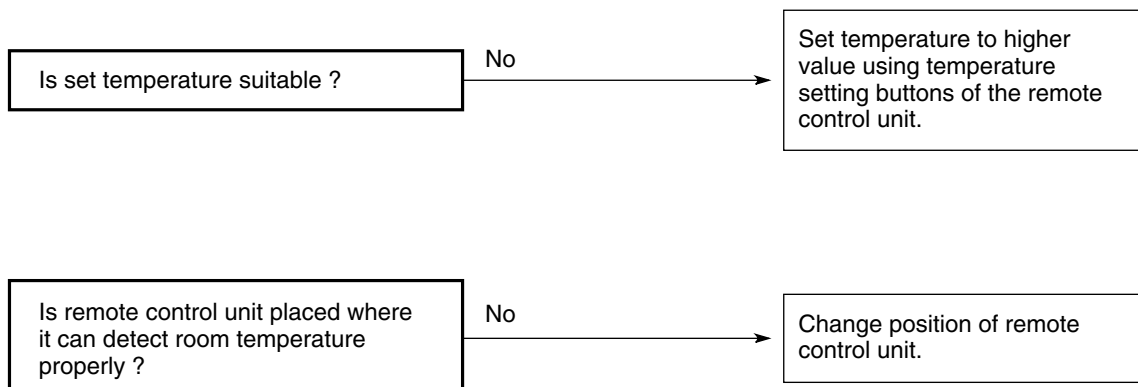 Is set temperature suitable ?
No
Set temperature to higher
value using temperature
setting buttons of the remote
control unit.
Is remote control unit placed where
it can detect room temperature
properly ?
No
Change position of remote
control unit.